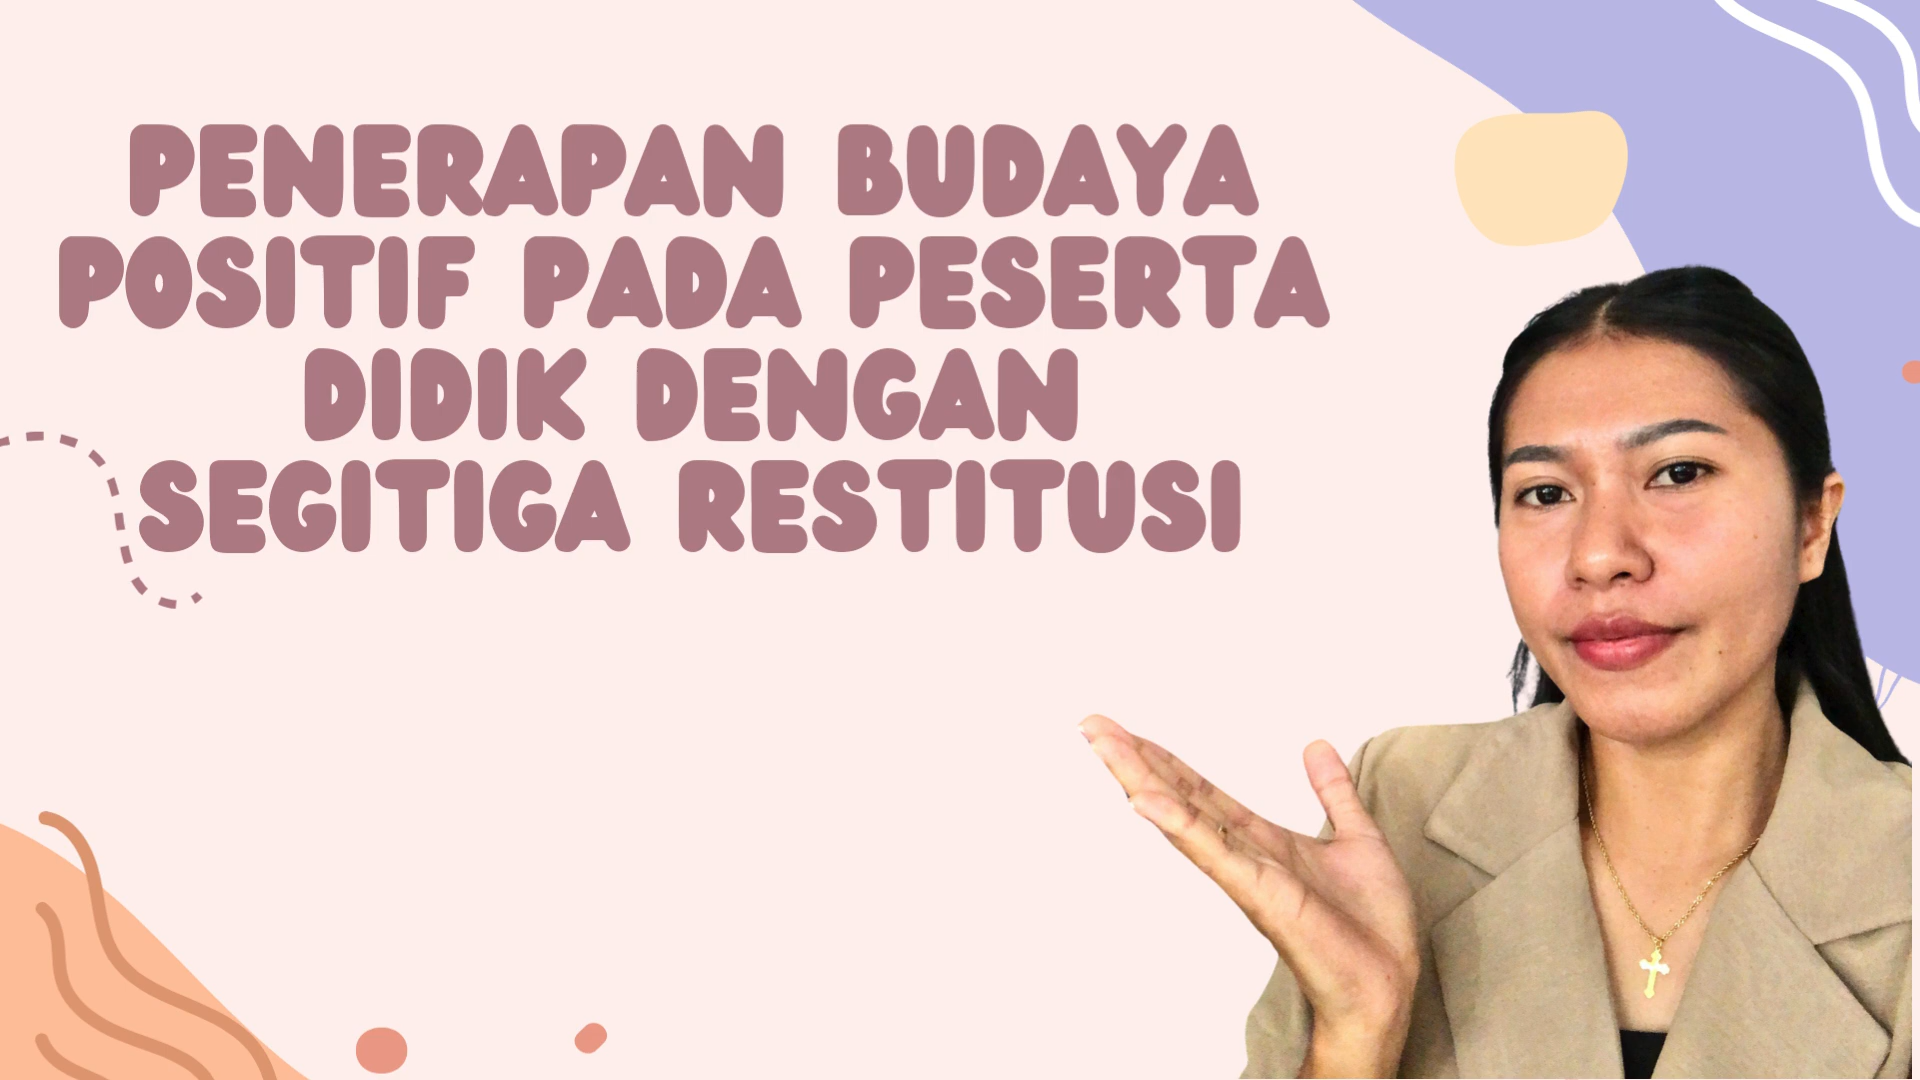 PENERAPAN BUDAYA
POSITIF PADA PESERTA
DIDIK DENGAN
SEGITIGA RESTITUSI